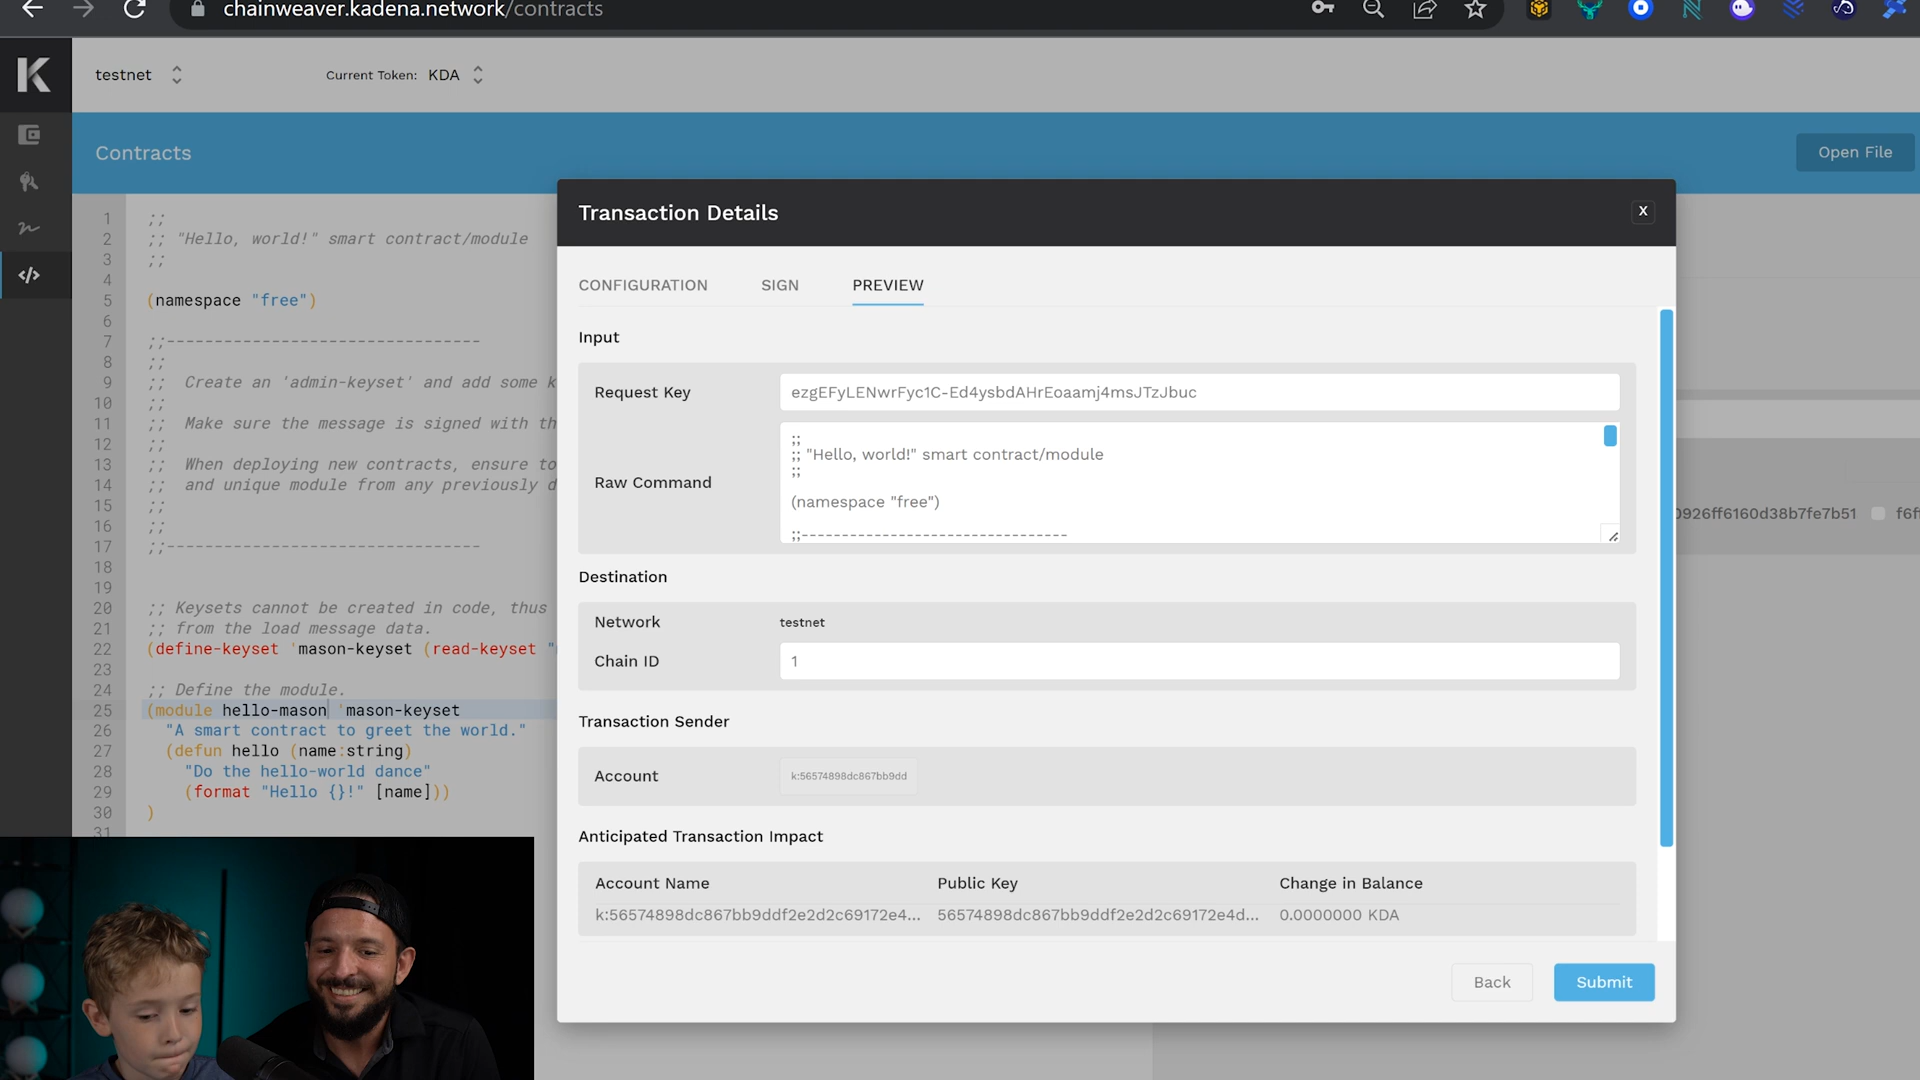 chainweaver.kadena.network/contracts
K
testnet
Current Token: KDA
Contracts
Open File
1 ;;
2 ;; "Hello, world!" smart contract/module
3 ;;
4
5 (namespace "free")
6
7 ;;---------------------------------
8 ;;
9 ;; Create an 'admin-keyset' and add some k
10 ;;
11 ;; Make sure the message is signed with th
12 ;;
13 ;; When deploying new contracts, ensure to
14 ;; and unique module from any previously d
15 ;;
16 ;;
17 ;;---------------------------------
18
19
20 ;; Keysets cannot be created in code, thus
21 ;; from the load message data.
22 (define-keyset 'mason-keyset (read-keyset "
23
24 ;; Define the module.
25 (module hello-mason 'mason-keyset
26 "A smart contract to greet the world."
27 (defun hello (name:string)
28 "Do the hello-world dance"
29 (format "Hello {}!" [name]))
30 )
31
Transaction Details
X
CONFIGURATION SIGN PREVIEW
Input
Request Key ezgEFyLENwrFyc1C-Ed4ysbdAHrEoaamj4msJTzJbuc
Raw Command
;;
;; "Hello, world!" smart contract/module
;;
(namespace "free")
;;---------------------------------
Destination
Network testnet
Chain ID 1
Transaction Sender
Account k:56574898dc867bb9dd
Anticipated Transaction Impact
Account Name Public Key Change in Balance
k:56574898dc867bb9ddf2e2d2c69172e4... 56574898dc867bb9ddf2e2d2c69172e4d... 0.0000000 KDA
Back Submit
0926ff6160d38b7fe7b51 f6ff